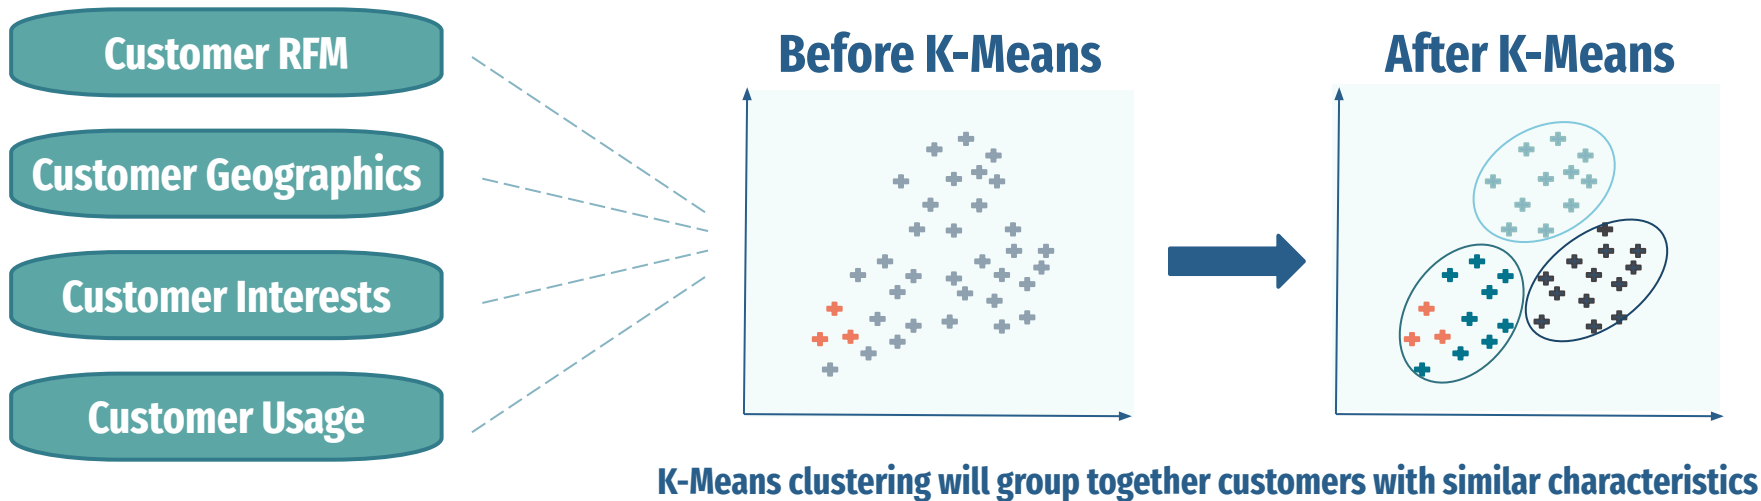 Customer RFM
Customer Geographics
Customer Interests
Customer Usage
Before K-Means
After K-Means
K-Means clustering will group together customers with similar characteristics